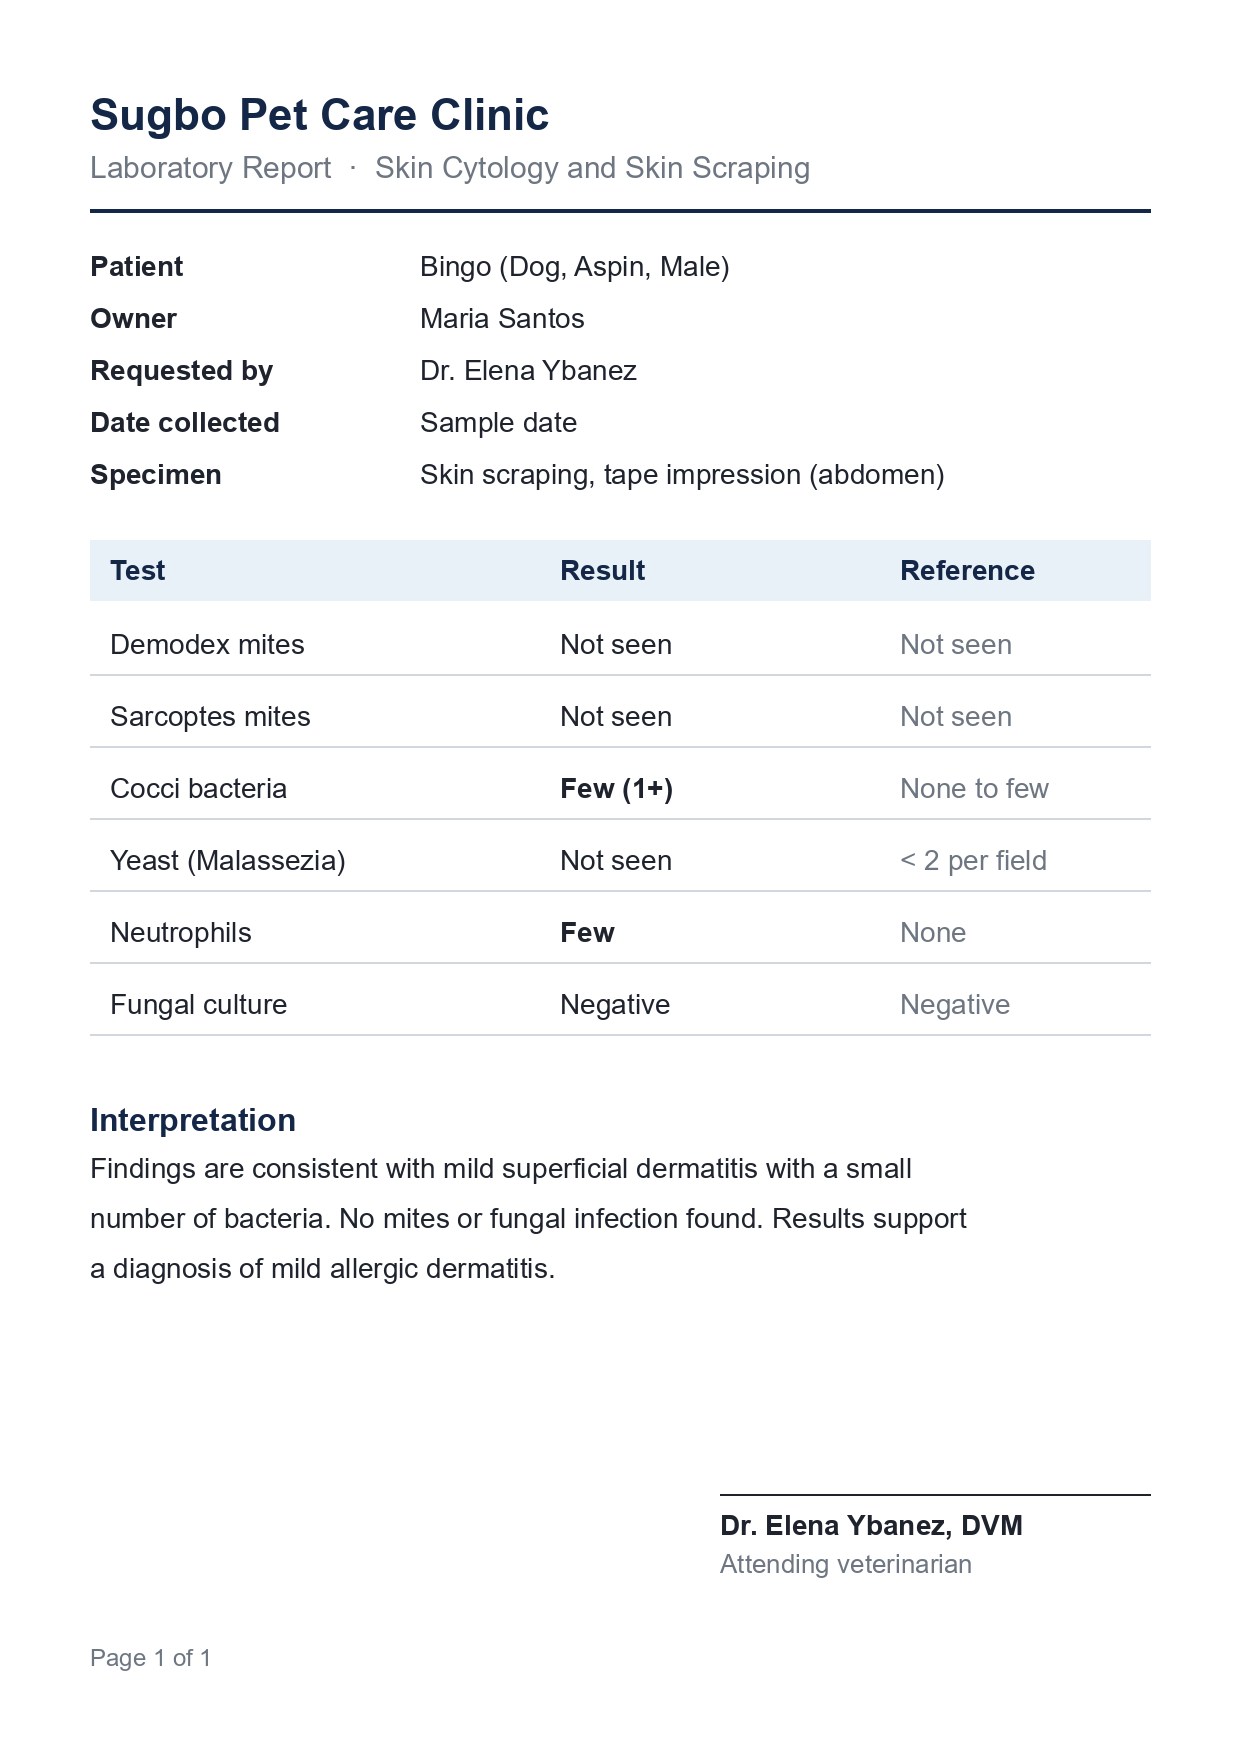 Sugbo Pet Care Clinic
Laboratory Report · Skin Cytology and Skin Scraping
Patient Bingo (Dog, Aspin, Male)
Owner Maria Santos
Requested by Dr. Elena Ybanez
Date collected Sample date
Specimen Skin scraping, tape impression (abdomen)
Test Result Reference
Demodex mites Not seen Not seen
Sarcoptes mites Not seen Not seen
Cocci bacteria Few (1+) None to few
Yeast (Malassezia) Not seen < 2 per field
Neutrophils Few None
Fungal culture Negative Negative
Interpretation
Findings are consistent with mild superficial dermatitis with a small
number of bacteria. No mites or fungal infection found. Results support
a diagnosis of mild allergic dermatitis.
Dr. Elena Ybanez, DVM
Attending veterinarian
Page 1 of 1